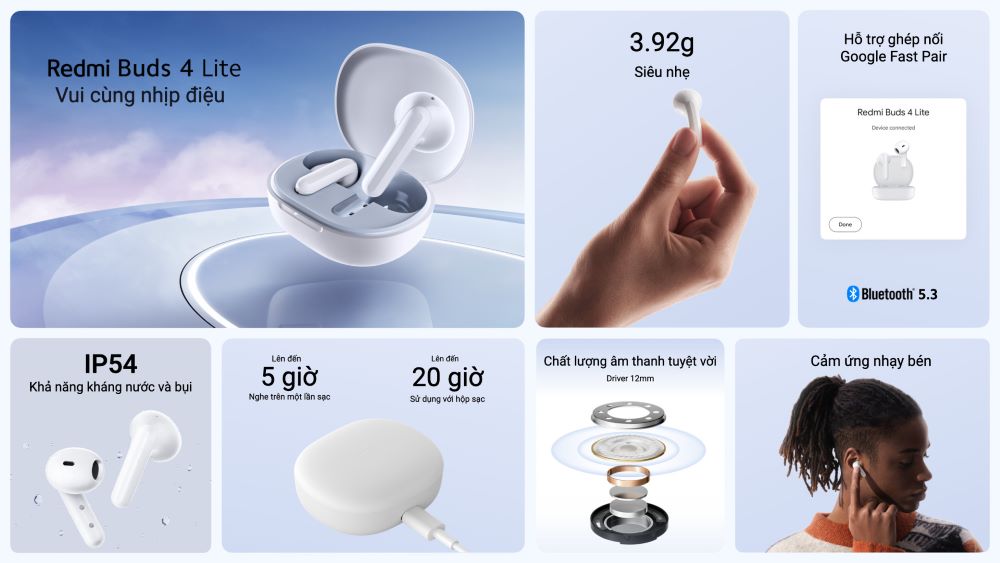 Redmi Buds 4 Lite
Vui cùng nhịp điệu
3.92g
Siêu nhẹ
Hỗ trợ ghép nối
Google Fast Pair
Redmi Buds 4 Lite
Device connected
Done
Bluetooth® 5.3
IP54
Khả năng kháng nước và bụi
Lên đến
5 giờ
Nghe trên một lần sạc
Lên đến
20 giờ
Sử dụng với hộp sạc
Chất lượng âm thanh tuyệt vời
Driver 12mm
Cảm ứng nhạy bén